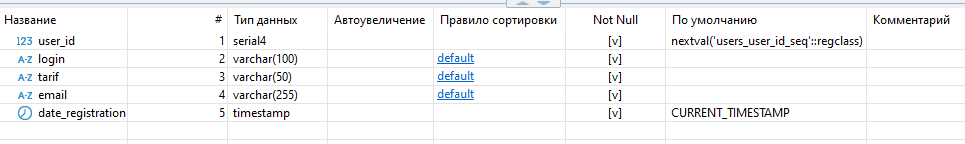 Название # Тип данных Автоувеличение Правило сортировки Not Null По умолчанию Комментарий
123 user_id 1 serial4 [v] nextval('users_user_id_seq'::regclass)
A-Z login 2 varchar(100) default [v]
A-Z tarif 3 varchar(50) default [v]
A-Z email 4 varchar(255) default [v]
date_registration 5 timestamp [v] CURRENT_TIMESTAMP